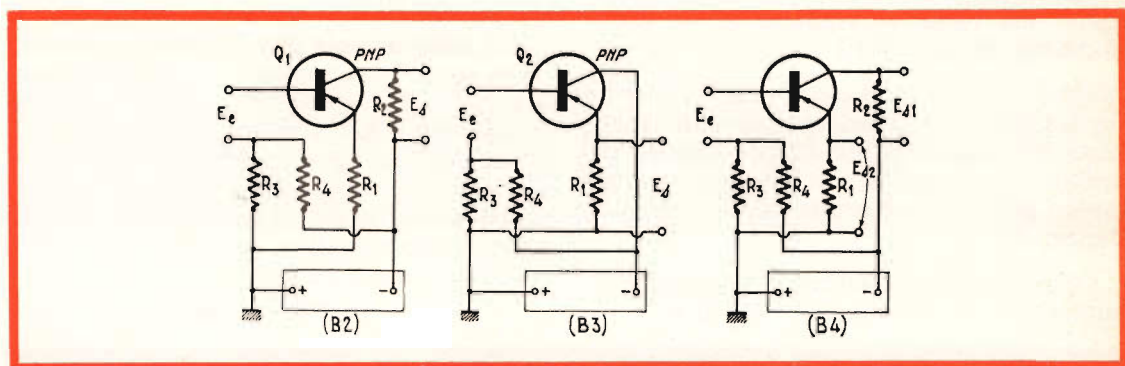 Q1 PNP
Ee R2 Es
R3 R4 R1
+ -
(B2)
Q2 PNP
Ee
R3 R4 R1 Es
+ -
(B3)
Ee R2 Es1
R3 R4 R1 Es2
+ -
(B4)